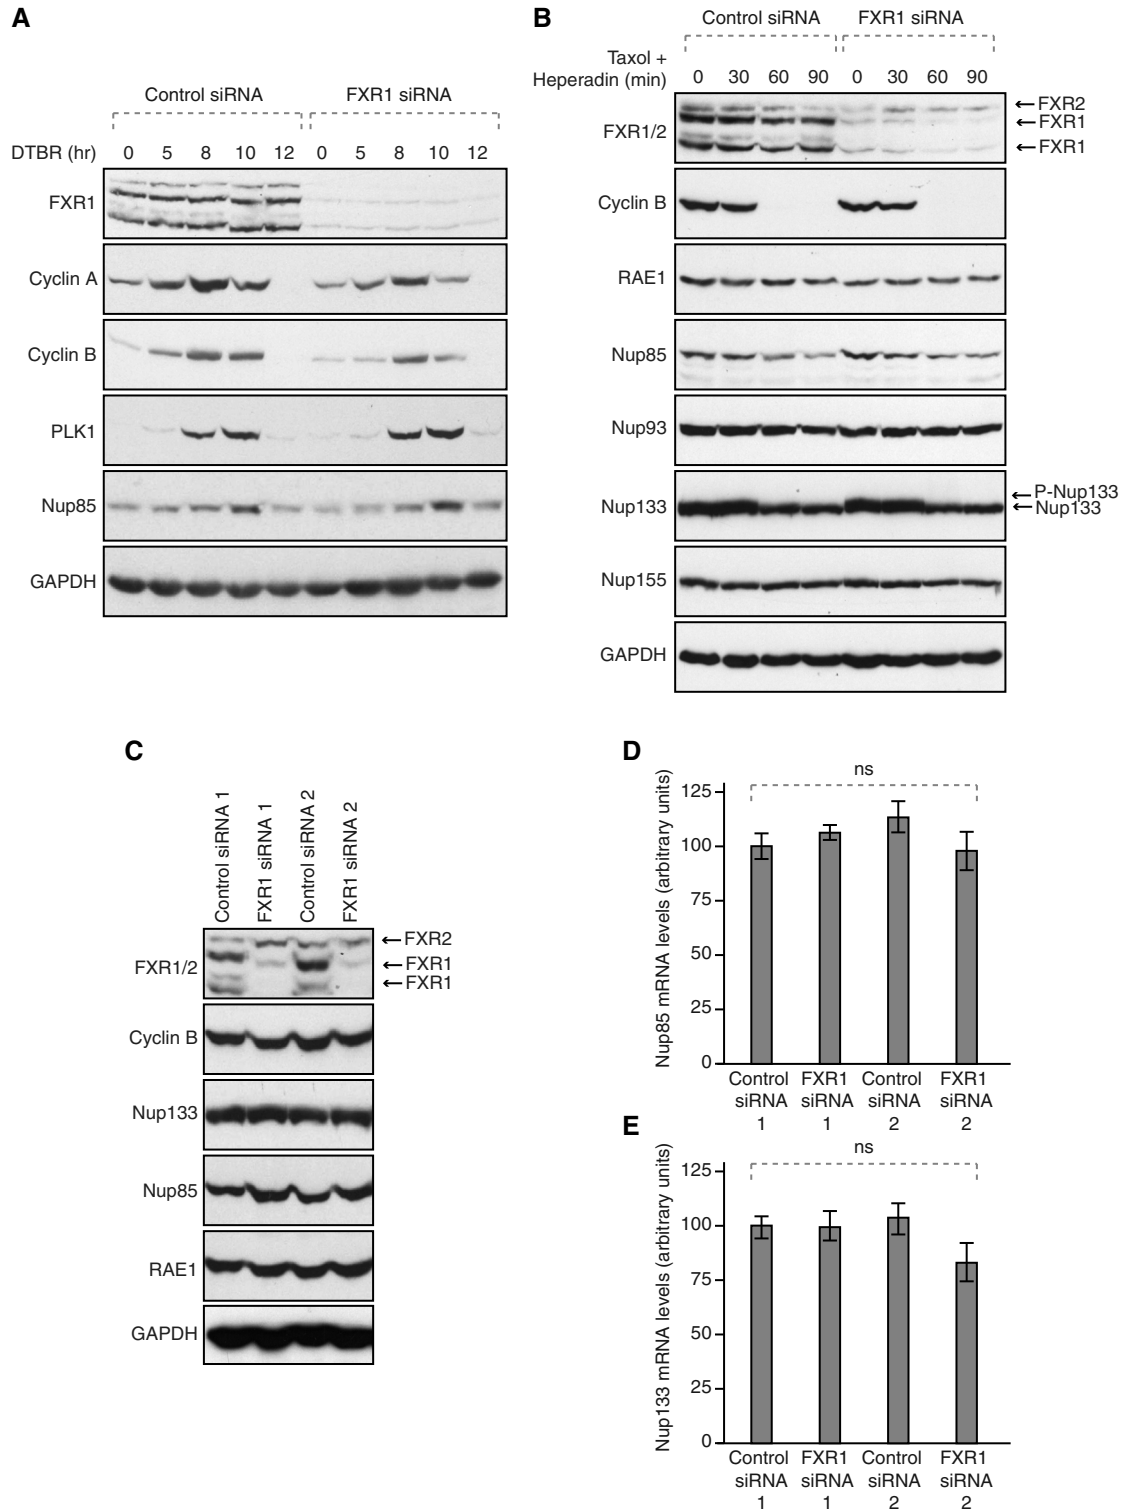 A
Control siRNA FXR1 siRNA
DTBR (hr) 0 5 8 10 12 0 5 8 10 12
FXR1
Cyclin A
Cyclin B
PLK1
Nup85
GAPDH
B
Control siRNA FXR1 siRNA
Taxol +
Heperadin (min) 0 30 60 90 0 30 60 90
FXR1/2
←FXR2
←FXR1
←FXR1
Cyclin B
RAE1
Nup85
Nup93
Nup133
←P-Nup133
←Nup133
Nup155
GAPDH
C
Control siRNA 1
FXR1 siRNA 1
Control siRNA 2
FXR1 siRNA 2
FXR1/2
←FXR2
←FXR1
←FXR1
Cyclin B
Nup133
Nup85
RAE1
GAPDH
D
Nup85 mRNA levels (arbitrary units)
ns
125
100
75
50
25
0
Control FXR1 Control FXR1
siRNA siRNA siRNA siRNA
1 1 2 2
E
Nup133 mRNA levels (arbitrary units)
ns
125
100
75
50
25
0
Control FXR1 Control FXR1
siRNA siRNA siRNA siRNA
1 1 2 2